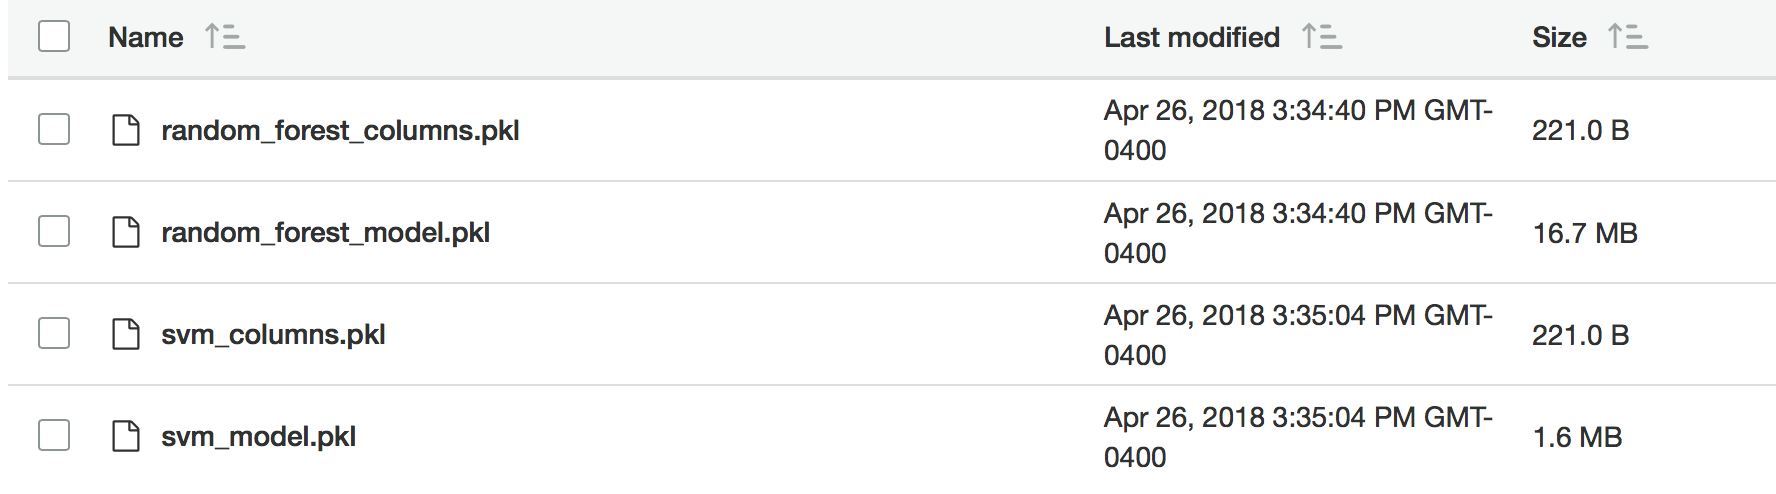 Name Last modified Size
random_forest_columns.pkl Apr 26, 2018 3:34:40 PM GMT- 221.0 B
0400
random_forest_model.pkl Apr 26, 2018 3:34:40 PM GMT- 16.7 MB
0400
svm_columns.pkl Apr 26, 2018 3:35:04 PM GMT- 221.0 B
0400
svm_model.pkl Apr 26, 2018 3:35:04 PM GMT- 1.6 MB
0400